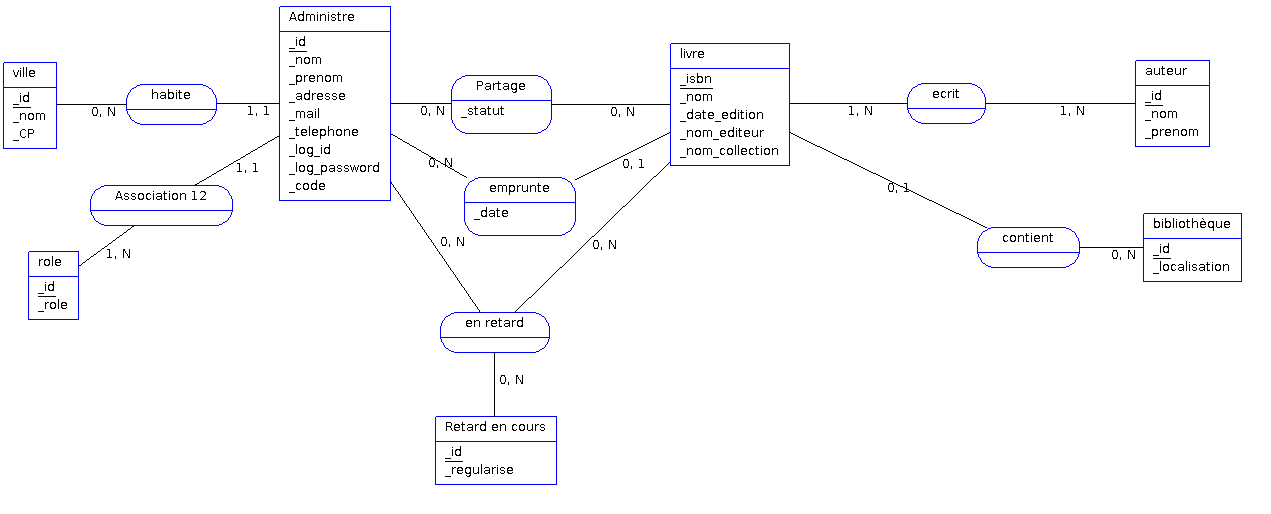 ville
_id
_nom
_CP
0, N
habite
1, 1
Administre
_id
_nom
_prenom
_adresse
_mail
_telephone
_log_id
_log_password
_code
1, 1
Association 12
1, N
role
_id
_role
0, N
Partage
_statut
0, N
0, N
emprunte
_date
0, 1
0, N
en retard
0, N
0, N
Retard en cours
_id
_regularise
livre
_isbn
_nom
_date_edition
_nom_editeur
_nom_collection
1, N
ecrit
1, N
auteur
_id
_nom
_prenom
0, 1
contient
0, N
bibliothèque
_id
_localisation